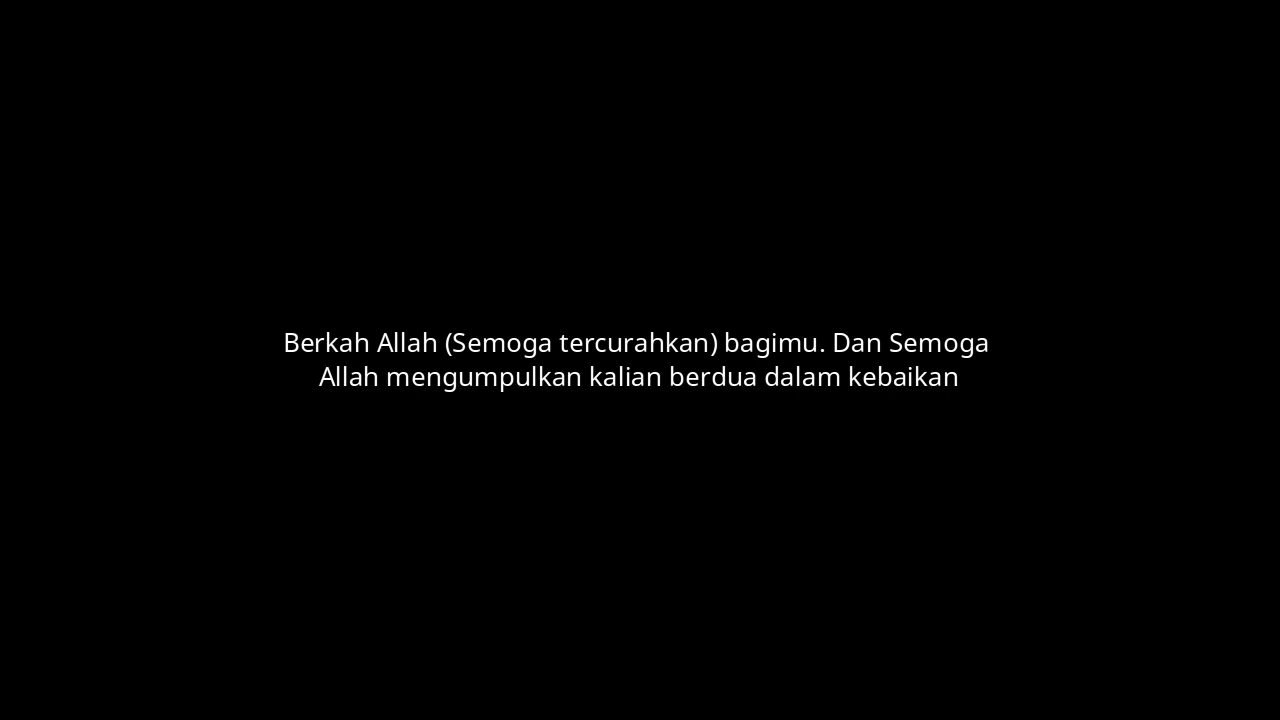 Berkah Allah (Semoga tercurahkan) bagimu. Dan Semoga
Allah mengumpulkan kalian berdua dalam kebaikan